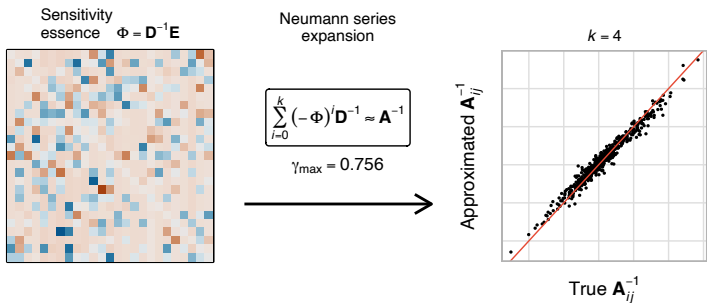 Sensitivity
essence Φ = D⁻¹E
Neumann series
expansion
∑ᵢ₌₀ᵏ (−Φ)ⁱD⁻¹ ≈ A⁻¹
γmax = 0.756
k = 4
Approximated A⁻¹ij
True A⁻¹ij